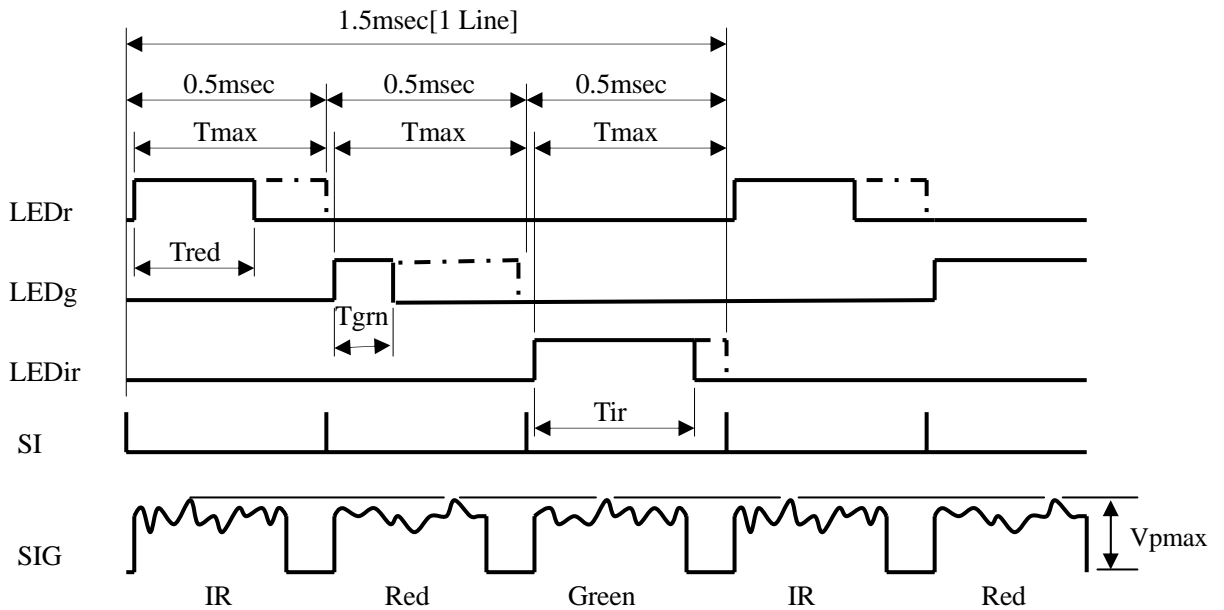 1.5msec[1 Line]
0.5msec 0.5msec 0.5msec
Tmax Tmax Tmax
LEDr
Tred
LEDg
Tgrn
LEDir
Tir
SI
SIG
Vpmax
IR Red Green IR Red